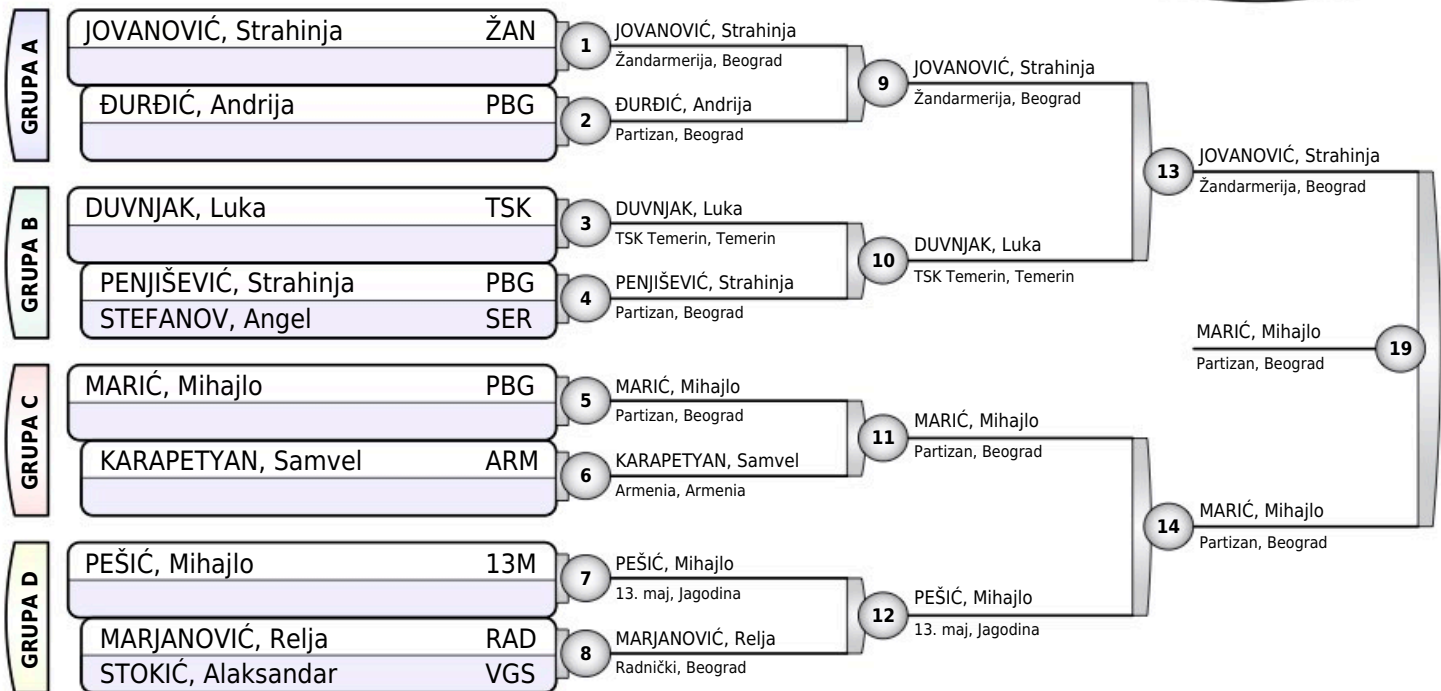 GRUPA A
JOVANOVIĆ, Strahinja ŽAN
ĐURĐIĆ, Andrija PBG
1
JOVANOVIĆ, Strahinja
Žandarmerija, Beograd
2
ĐURĐIĆ, Andrija
Partizan, Beograd
9
JOVANOVIĆ, Strahinja
Žandarmerija, Beograd
GRUPA B
DUVNJAK, Luka TSK
PENJIŠEVIĆ, Strahinja PBG
STEFANOV, Angel SER
3
DUVNJAK, Luka
TSK Temerin, Temerin
4
PENJIŠEVIĆ, Strahinja
Partizan, Beograd
10
DUVNJAK, Luka
TSK Temerin, Temerin
13
JOVANOVIĆ, Strahinja
Žandarmerija, Beograd
GRUPA C
MARIĆ, Mihajlo PBG
KARAPETYAN, Samvel ARM
5
MARIĆ, Mihajlo
Partizan, Beograd
6
KARAPETYAN, Samvel
Armenia, Armenia
11
MARIĆ, Mihajlo
Partizan, Beograd
GRUPA D
PEŠIĆ, Mihajlo 13M
MARJANOVIĆ, Relja RAD
STOKIĆ, Alaksandar VGS
7
PEŠIĆ, Mihajlo
13. maj, Jagodina
8
MARJANOVIĆ, Relja
Radnički, Beograd
12
PEŠIĆ, Mihajlo
13. maj, Jagodina
14
MARIĆ, Mihajlo
Partizan, Beograd
MARIĆ, Mihajlo
Partizan, Beograd
19